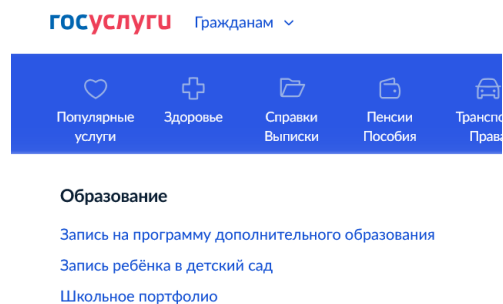 госуслуги Гражданам
Популярные Здоровье Справки Пенсии
услуги Выписки Пособия
Образование
Запись на программу дополнительного образования
Запись ребёнка в детский сад
Школьное портфолио